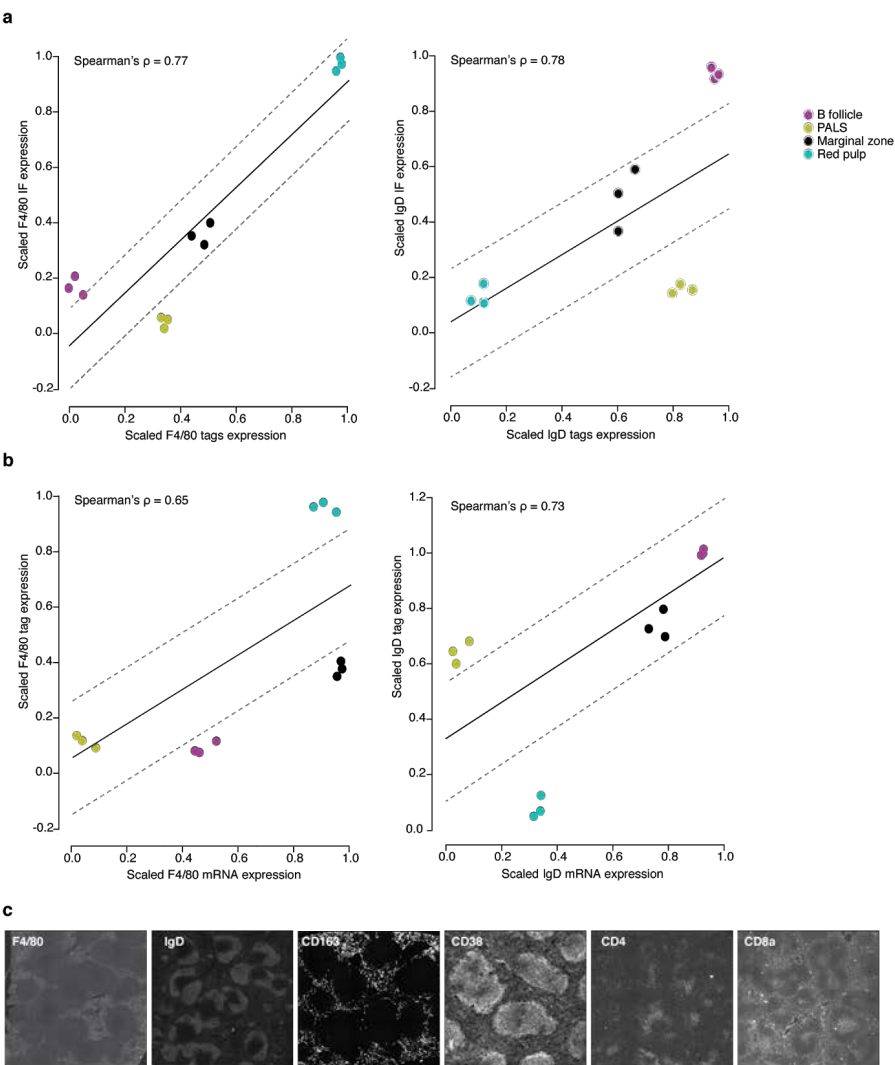 a
Spearman's ρ = 0.77
Scaled F4/80 IF expression
1.0
0.8
0.6
0.4
0.2
0.0
-0.2
0.0 0.2 0.4 0.6 0.8 1.0
Scaled F4/80 tags expression
Spearman's ρ = 0.78
Scaled IgD IF expression
1.0
0.8
0.6
0.4
0.2
0.0
-0.2
0.0 0.2 0.4 0.6 0.8 1.0
Scaled IgD tags expression
B follicle
PALS
Marginal zone
Red pulp
b
Spearman's ρ = 0.65
Scaled F4/80 tag expression
1.0
0.8
0.6
0.4
0.2
0.0
-0.2
0.0 0.2 0.4 0.6 0.8 1.0
Scaled F4/80 mRNA expression
Spearman's ρ = 0.73
Scaled IgD tag expression
1.2
1.0
0.8
0.6
0.4
0.2
0.0
0.0 0.2 0.4 0.6 0.8 1.0
Scaled IgD mRNA expression
c
F4/80 IgD CD163 CD38 CD4 CD8a